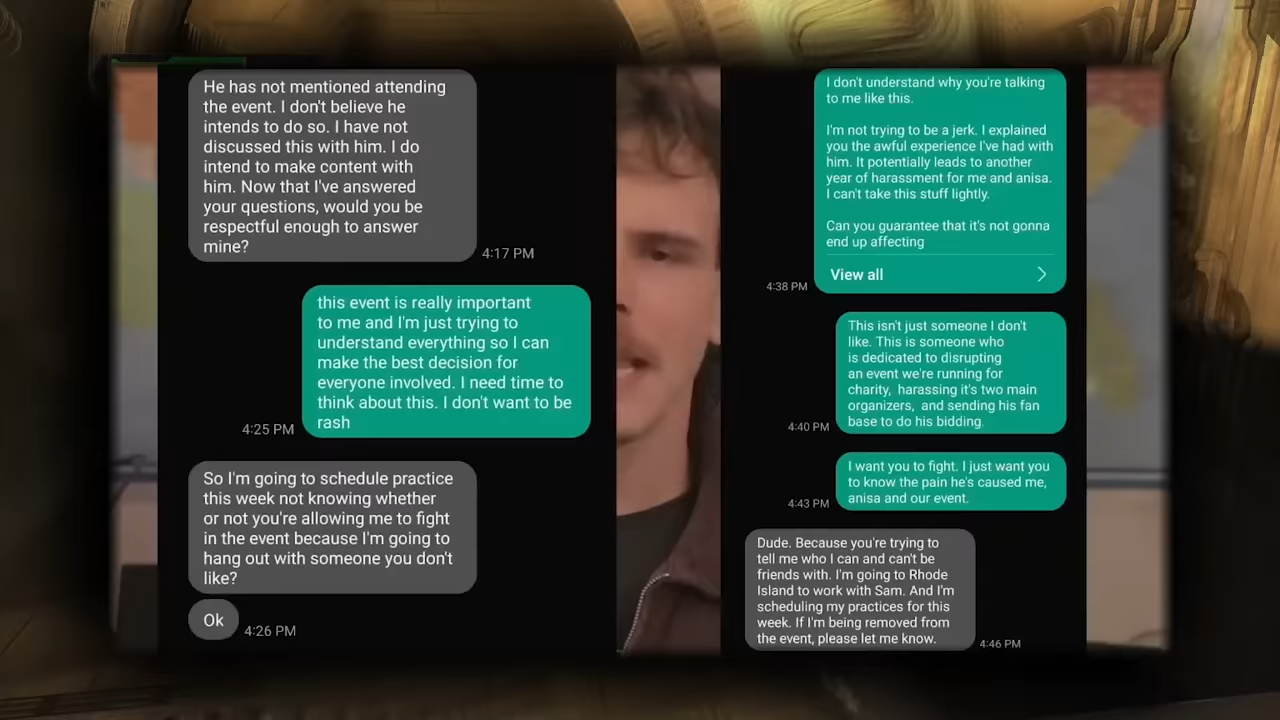 He has not mentioned attending
the event. I don't believe he
intends to do so. I have not
discussed this with him. I do
intend to make content with
him. Now that I've answered
your questions, would you be
respectful enough to answer
mine?
4:17 PM
this event is really important
to me and I'm just trying to
understand everything so I can
make the best decision for
everyone involved. I need time to
think about this. I don't want to be
rash
4:25 PM
So I'm going to schedule practice
this week not knowing whether
or not you're allowing me to fight
in the event because I'm going to
hang out with someone you don't
like?
Ok
4:26 PM
I don't understand why you're talking
to me like this.
I'm not trying to be a jerk. I explained
you the awful experience I've had with
him. It potentially leads to another
year of harassment for me and anisa.
I can't take this stuff lightly.
Can you guarantee that it's not gonna
end up affecting
View all
4:38 PM
This isn't just someone I don't
like. This is someone who
is dedicated to disrupting
an event we're running for
charity, harassing it's two main
organizers, and sending his fan
base to do his bidding.
4:40 PM
I want you to fight. I just want you
to know the pain he's caused me,
anisa and our event.
4:43 PM
Dude. Because you're trying to
tell me who I can and can't be
friends with. I'm going to Rhode
Island to work with Sam. And I'm
scheduling my practices for this
week. If I'm being removed from
the event, please let me know.
4:46 PM